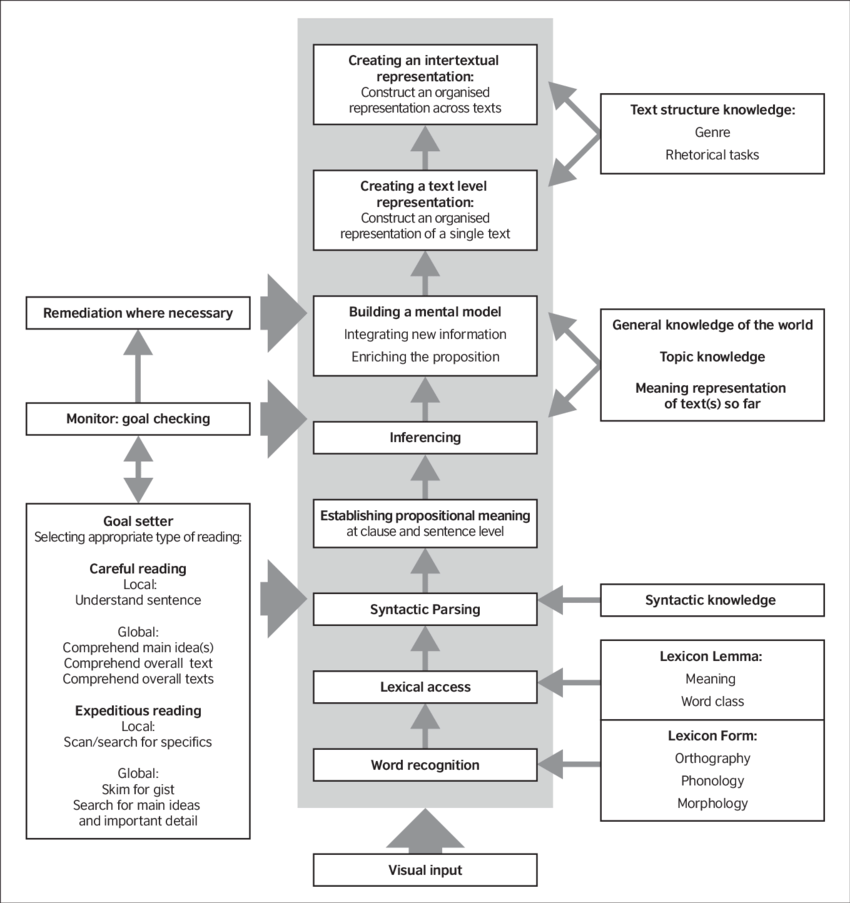 Creating an intertextual
representation:
Construct an organised
representation across texts
Text structure knowledge:
Genre
Rhetorical tasks
Creating a text level
representation:
Construct an organised
representation of a single text
Remediation where necessary
Building a mental model
Integrating new information
Enriching the proposition
General knowledge of the world
Topic knowledge
Meaning representation
of text(s) so far
Monitor: goal checking
Inferencing
Goal setter
Selecting appropriate type of reading:
Careful reading
Local:
Understand sentence
Global:
Comprehend main idea(s)
Comprehend overall text
Comprehend overall texts
Expeditious reading
Local:
Scan/search for specifics
Global:
Skim for gist
Search for main ideas
and important detail
Establishing propositional meaning
at clause and sentence level
Syntactic Parsing
Syntactic knowledge
Lexical access
Lexicon Lemma:
Meaning
Word class
Word recognition
Lexicon Form:
Orthography
Phonology
Morphology
Visual input